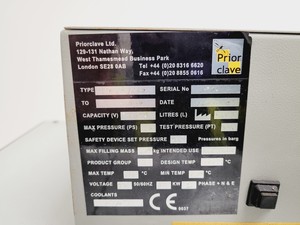 Priorclave Ltd.
129-131 Nathan Way,
West Thamesmead Business Park
London SE28 0AB
Tel +44 (0)20 8316 6620
Fax +44 (0)20 8855 0616
Prior
clave
TYPE SERIAL No
TO DATE
CAPACITY (V) LITRES (L)
MAX PRESSURE (PS) TEST PRESSURE (PT)
SAFETY DEVICE SET PRESSURE Pressures in barg
MAX FILLING MASS kg INTENDED USE
PRODUCT GROUP DESIGN TEMP °C
MAX TEMP °C MIN TEMP °C
VOLTAGE 50/60HZ KW PHASE + N & E
COOLANTS
CE